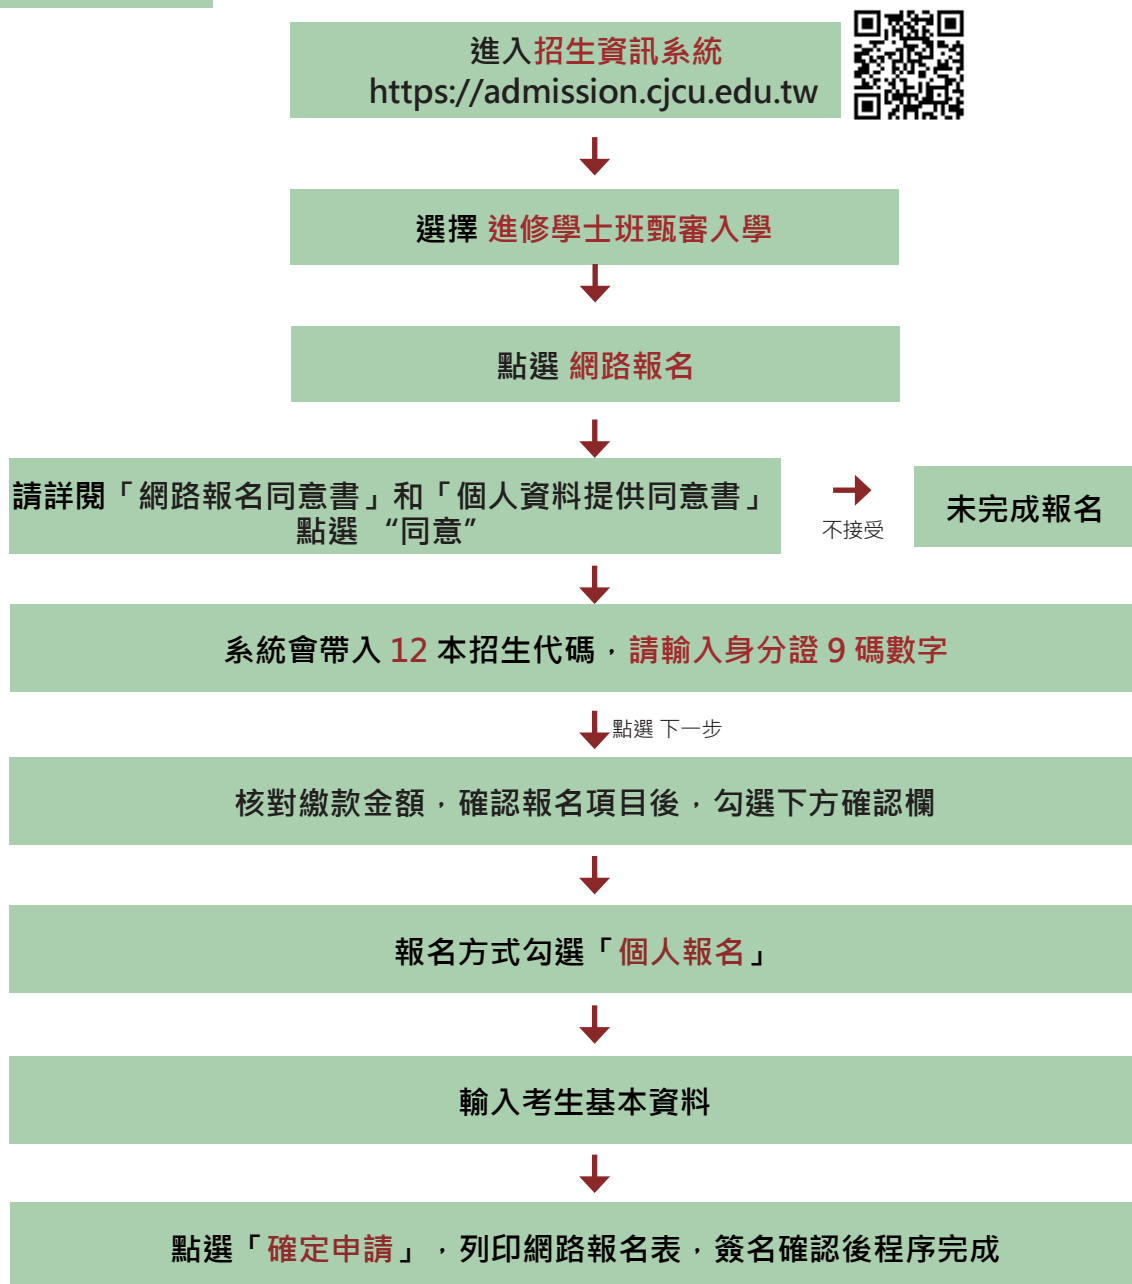 進入招生資訊系統
https://admission.cjcu.edu.tw
選擇 進修學士班甄審入學
點選 網路報名
請詳閱「網路報名同意書」和「個人資料提供同意書」
點選 “同意”
不接受
未完成報名
系統會帶入 12 本招生代碼，請輸入身分證 9 碼數字
點選 下一步
核對繳款金額，確認報名項目後，勾選下方確認欄
報名方式勾選「個人報名」
輸入考生基本資料
點選「確定申請」，列印網路報名表，簽名確認後程序完成